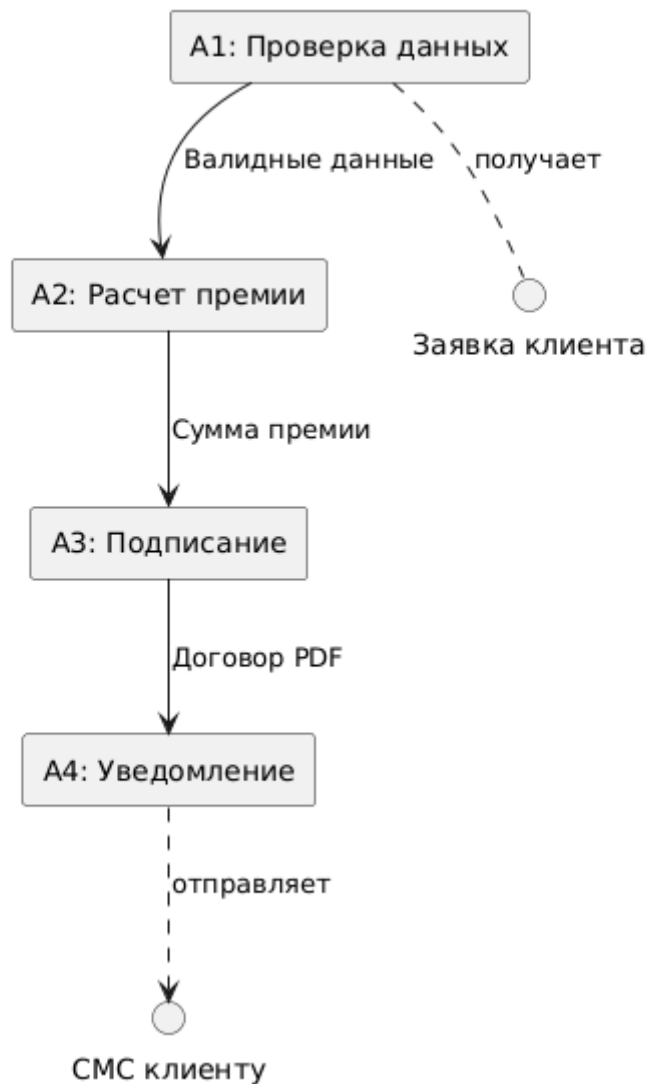 A1: Проверка данных
Валидные данные
получает
A2: Расчет премии
Заявка клиента
Сумма премии
A3: Подписание
Договор PDF
A4: Уведомление
отправляет
СМС клиенту